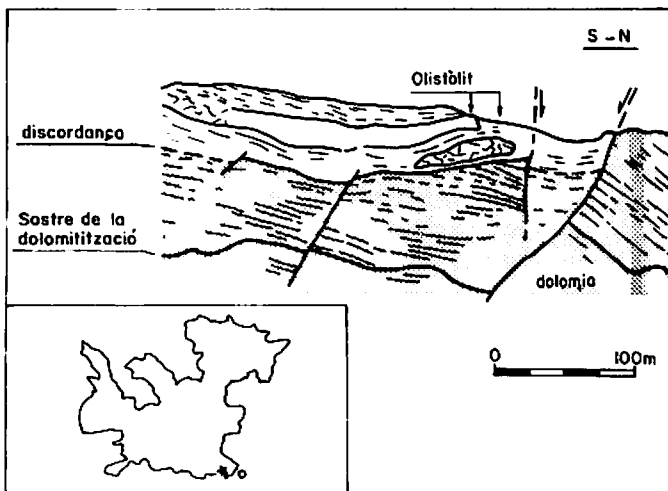 S - N
Olistòlit
discordança
Sostre de la
dolomitització
dolomia
0 100m